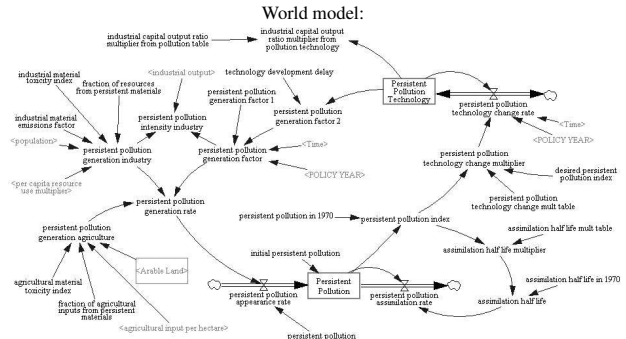 World model:
industrial capital output ratio
multiplier from pollution table
industrial capital output
ratio multiplier from
pollution technology
industrial material
toxicity index
fraction of resources
from persistent materials
<industrial output>
technology development delay
Persistent
Pollution
Technology
persistent pollution
generation factor 1
persistent pollution
technology change rate
industrial material
emissions factor
persistent pollution
intensity industry
persistent pollution
generation factor 2
<Time>
<population>
persistent pollution
generation industry
persistent pollution
generation factor
<Time>
<POLICY YEAR>
persistent pollution
technology change multiplier
<per capita resource
use multiplier>
<POLICY YEAR>
desired persistent
pollution index
persistent pollution
technology change mult table
persistent pollution
generation rate
persistent pollution in 1970
persistent pollution index
persistent pollution
generation agriculture
assimilation half life mult table
assimilation half life multiplier
<Arable Land>
initial persistent pollution
agricultural material
toxicity index
Persistent
Pollution
assimilation half life in 1970
fraction of agricultural
inputs from persistent
materials
persistent pollution
appearance rate
persistent pollution
assimilation rate
assimilation half life
<agricultural input per hectare>
persistent pollution